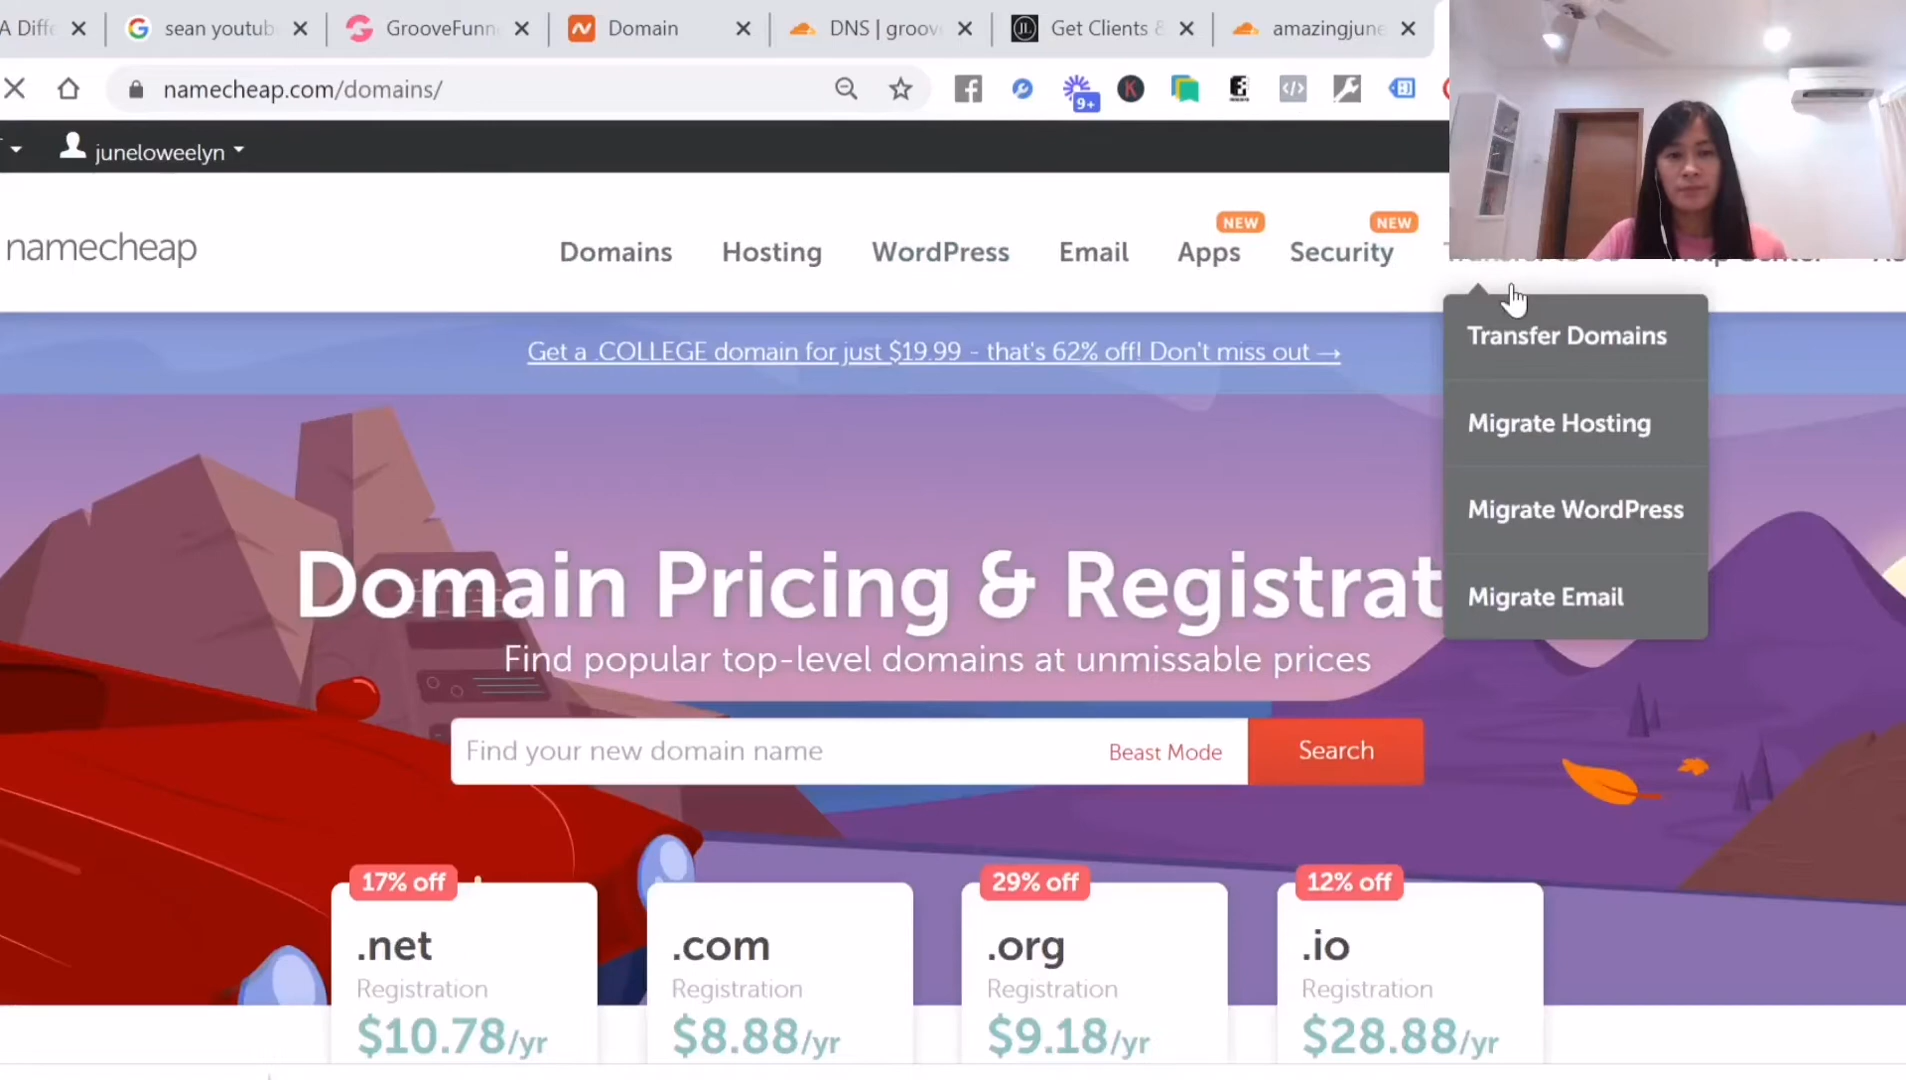 A Diffe
sean youtub
GrooveFunn
Domain
DNS | groov
Get Clients &
amazingjune
namecheap.com/domains/
9+
K
juneloweelyn
namecheap
Domains
Hosting
WordPress
Email
Apps
NEW
Security
NEW
Help Center
Get a .COLLEGE domain for just $19.99 - that's 62% off! Don't miss out →
Transfer Domains
Migrate Hosting
Migrate WordPress
Migrate Email
Domain Pricing & Registrat
Find popular top-level domains at unmissable prices
Find your new domain name
Beast Mode
Search
17% off
.net
Registration
$10.78/yr
.com
Registration
$8.88/yr
29% off
.org
Registration
$9.18/yr
12% off
.io
Registration
$28.88/yr